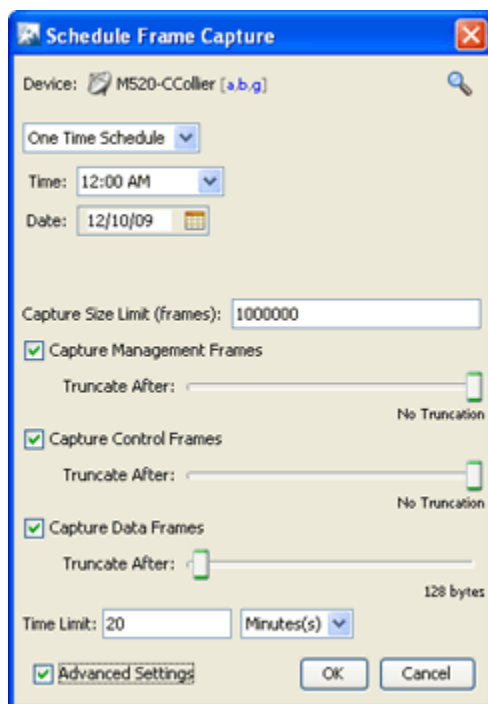 Schedule Frame Capture
Device: M520-CCollier [a,b,g]
One Time Schedule
Time: 12:00 AM
Date: 12/10/09
Capture Size Limit (frames): 1000000
Capture Management Frames
Truncate After:
No Truncation
Capture Control Frames
Truncate After:
No Truncation
Capture Data Frames
Truncate After:
128 bytes
Time Limit: 20 Minutes(s)
Advanced Settings OK Cancel